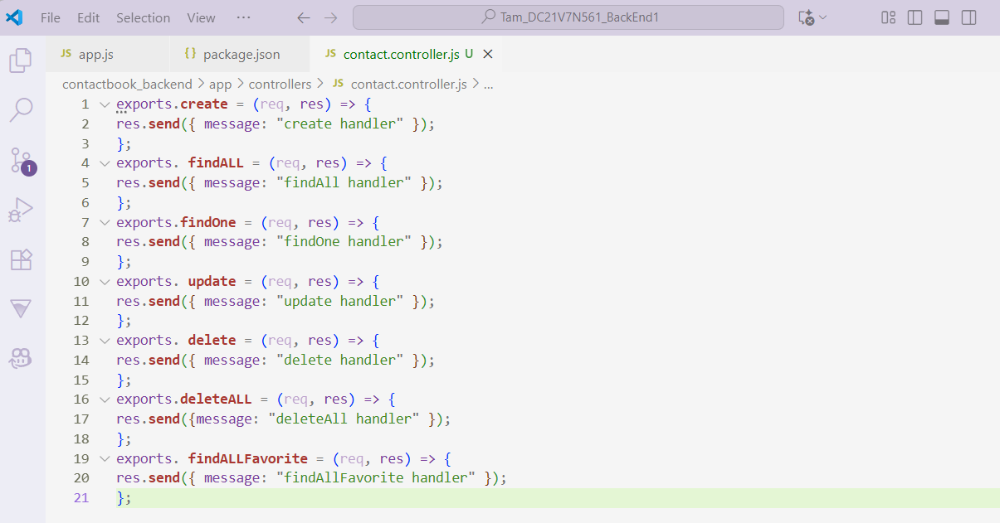 File Edit Selection View ··· Tam_DC21V7N561_BackEnd1
JS app.js {} package.json JS contact.controller.js U
contactbook_backend > app > controllers > JS contact.controller.js > ...
1 exports.create = (req, res) => {
2 res.send({ message: "create handler" });
3 };
4 exports. findALL = (req, res) => {
5 res.send({ message: "findAll handler" });
6 };
7 exports.findOne = (req, res) => {
8 res.send({ message: "findOne handler" });
9 };
10 exports. update = (req, res) => {
11 res.send({ message: "update handler" });
12 };
13 exports. delete = (req, res) => {
14 res.send({ message: "delete handler" });
15 };
16 exports.deleteALL = (req, res) => {
17 res.send({message: "deleteAll handler" });
18 };
19 exports. findALLFavorite = (req, res) => {
20 res.send({ message: "findAllFavorite handler" });
21 };
1